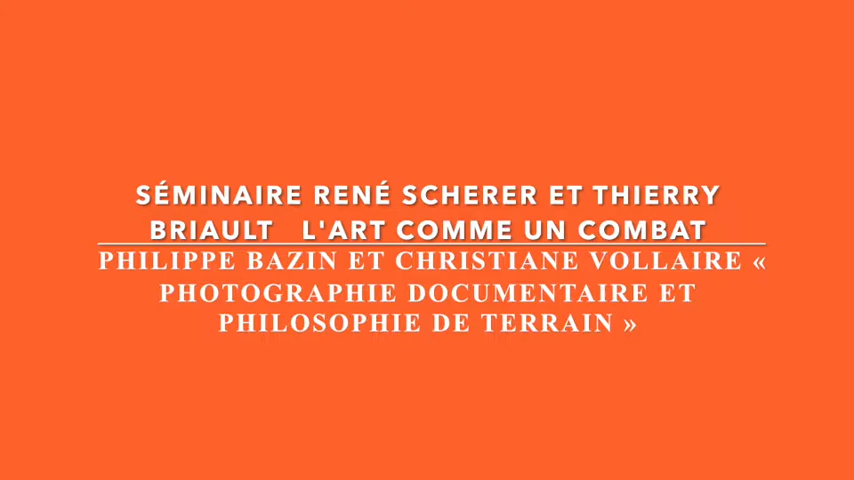 SÉMINAIRE RENÉ SCHERER ET THIERRY
BRIAULT L'ART COMME UN COMBAT
PHILIPPE BAZIN ET CHRISTIANE VOLLAIRE «
PHOTOGRAPHIE DOCUMENTAIRE ET
PHILOSOPHIE DE TERRAIN »